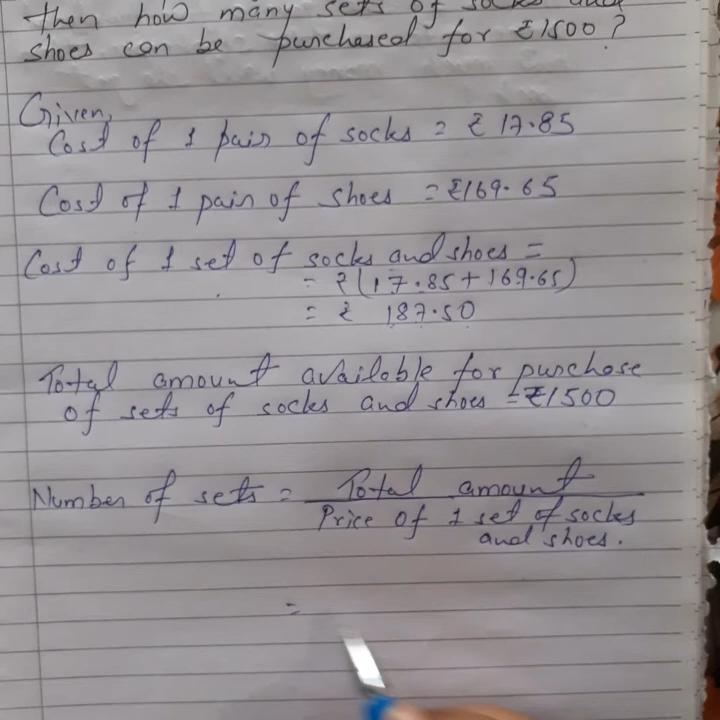 then how many sets of socks and
shoes can be purchased for ₹1500?
Given,
Cost of 1 pair of socks = ₹ 17.85
Cost of 1 pair of shoes = ₹169.65
Cost of 1 set of socks and shoes =
= ₹(17.85+169.65)
= ₹ 187.50
Total amount available for purchase
of sets of socks and shoes = ₹1500
Number of sets = Total amount
Price of 1 set of socks
and shoes.
=